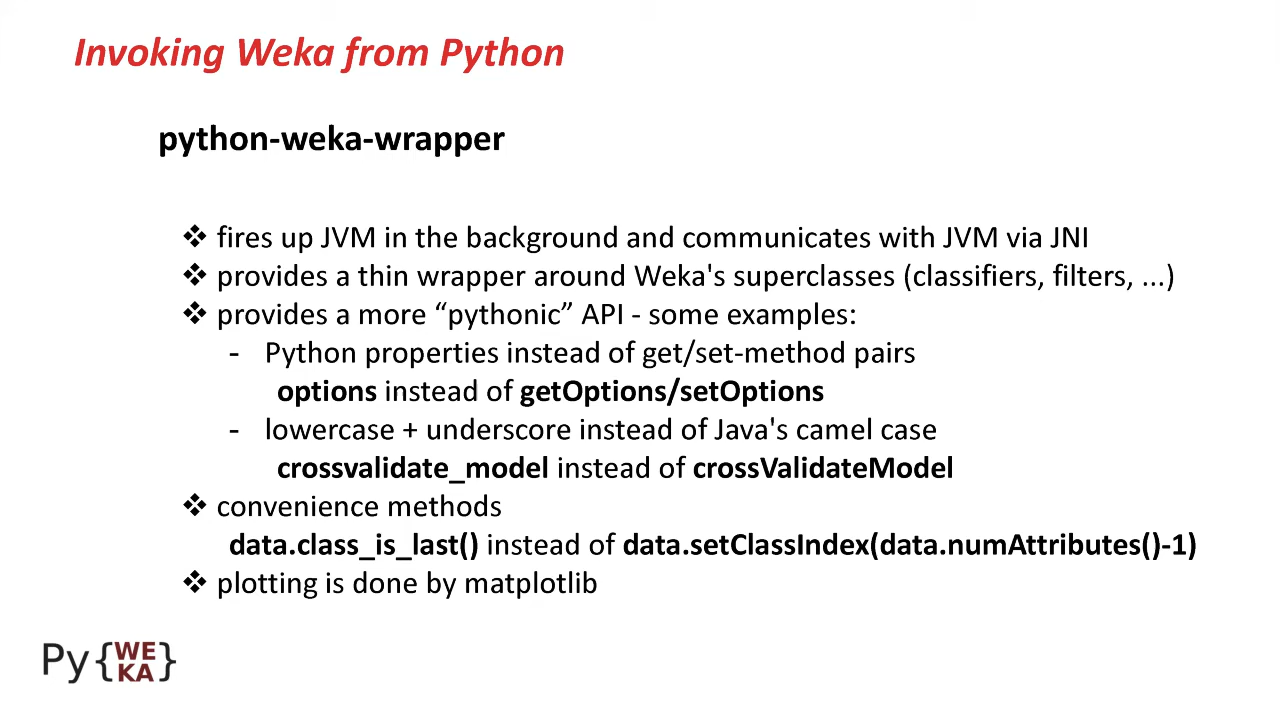 Invoking Weka from Python
python-weka-wrapper
❖ fires up JVM in the background and communicates with JVM via JNI
❖ provides a thin wrapper around Weka's superclasses (classifiers, filters, ...)
❖ provides a more “pythonic” API - some examples:
- Python properties instead of get/set-method pairs
options instead of getOptions/setOptions
- lowercase + underscore instead of Java's camel case
crossvalidate_model instead of crossValidateModel
❖ convenience methods
data.class_is_last() instead of data.setClassIndex(data.numAttributes()-1)
❖ plotting is done by matplotlib
Py{WE
KA}